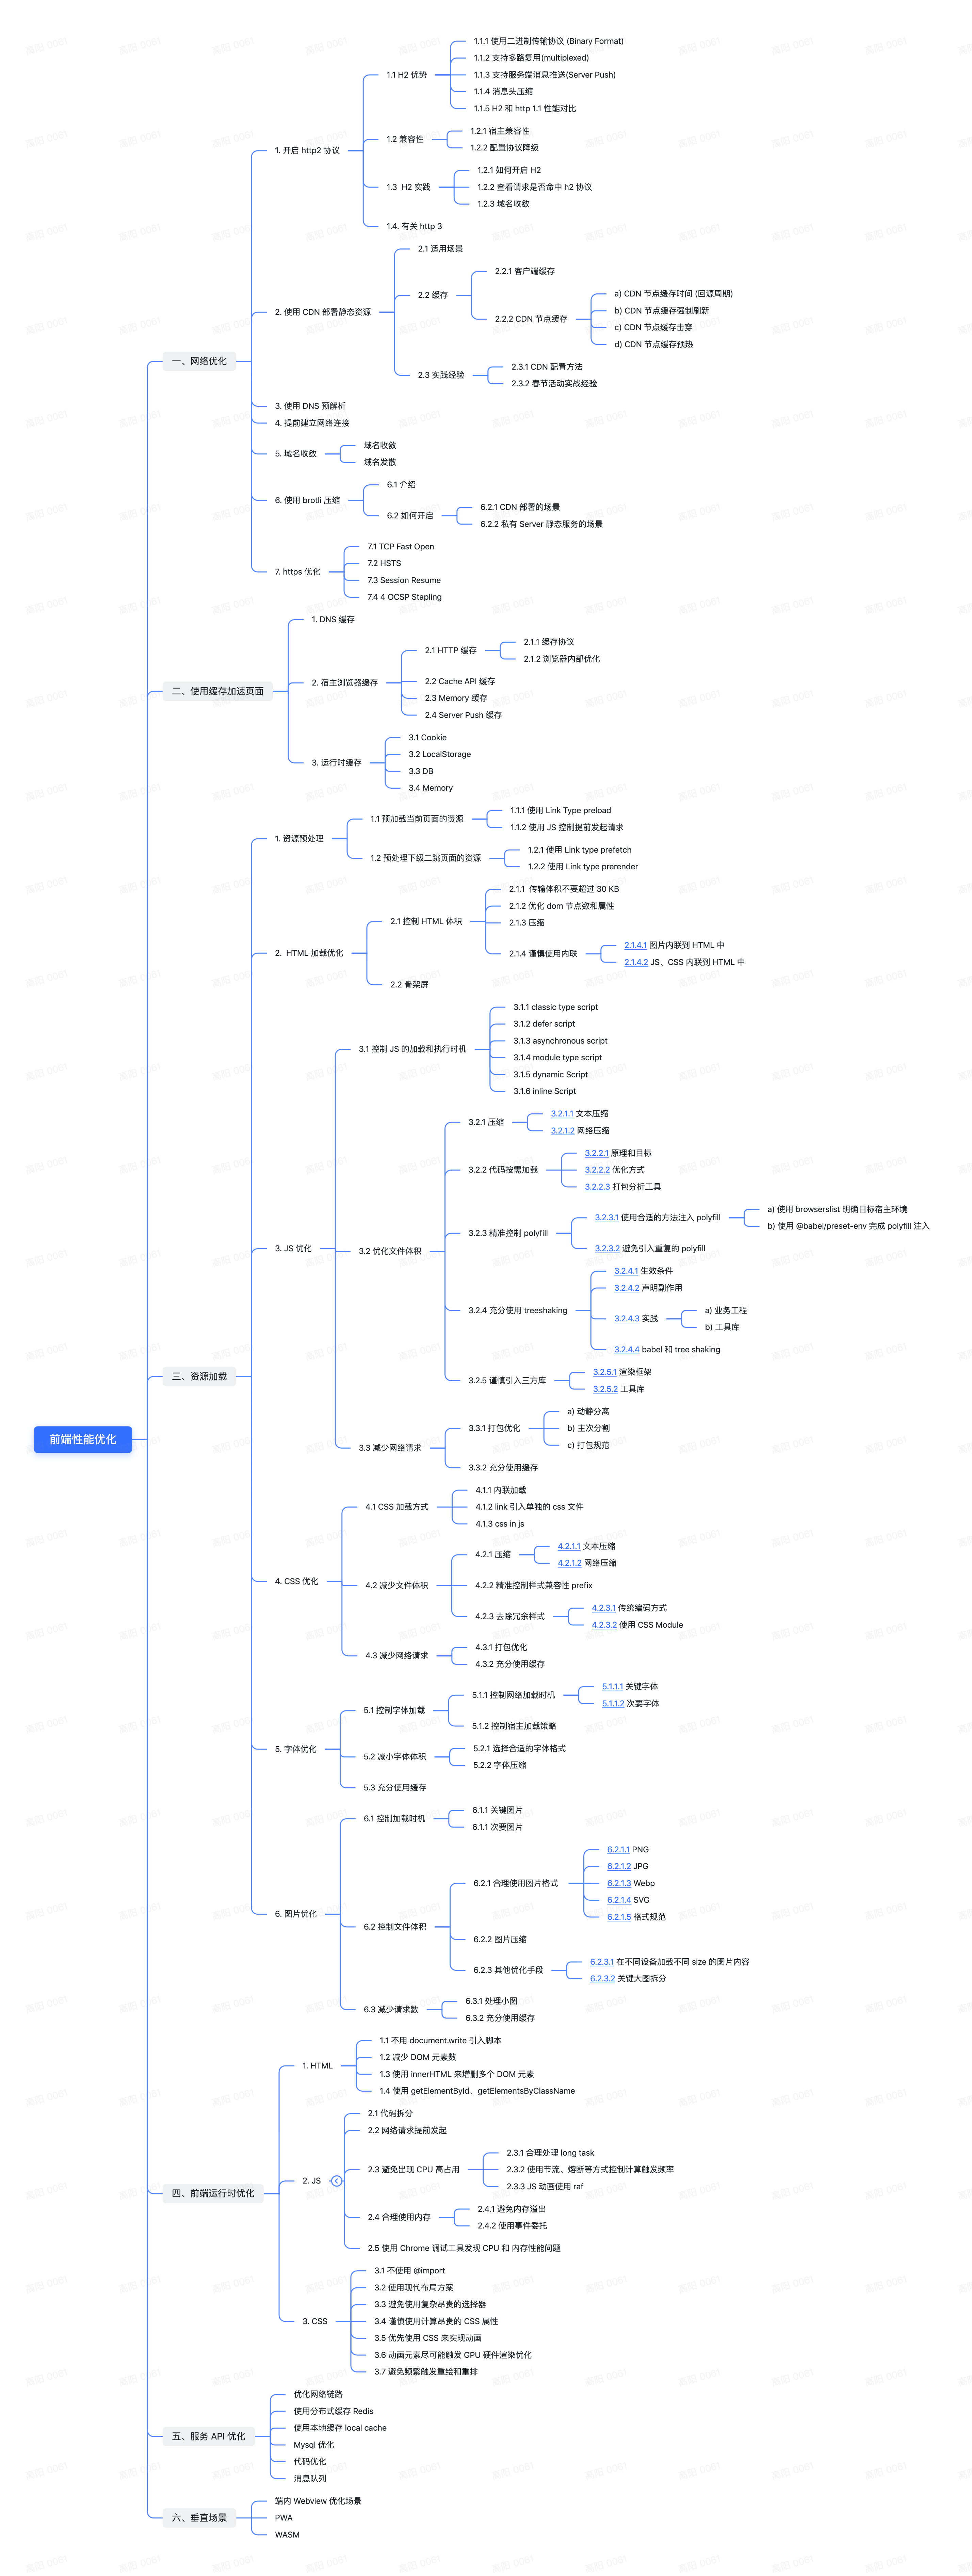 前端性能优化
一、网络优化
1. 开启 http2 协议
1.1 H2 优势
1.1.1 使用二进制传输协议 (Binary Format)
1.1.2 支持多路复用(multiplexed)
1.1.3 支持服务端消息推送(Server Push)
1.1.4 消息头压缩
1.1.5 H2 和 http 1.1 性能对比
1.2 兼容性
1.2.1 宿主兼容性
1.2.2 配置协议降级
1.3 H2 实践
1.2.1 如何开启 H2
1.2.2 查看请求是否命中 h2 协议
1.2.3 域名收敛
1.4. 有关 http 3
2. 使用 CDN 部署静态资源
2.1 适用场景
2.2 缓存
2.2.1 客户端缓存
2.2.2 CDN 节点缓存
a) CDN 节点缓存时间 (回源周期)
b) CDN 节点缓存强制刷新
c) CDN 节点缓存击穿
d) CDN 节点缓存预热
2.3 实践经验
2.3.1 CDN 配置方法
2.3.2 春节活动实战经验
3. 使用 DNS 预解析
4. 提前建立网络连接
5. 域名收敛
域名收敛
域名发散
6. 使用 brotli 压缩
6.1 介绍
6.2 如何开启
6.2.1 CDN 部署的场景
6.2.2 私有 Server 静态服务的场景
7. https 优化
7.1 TCP Fast Open
7.2 HSTS
7.3 Session Resume
7.4 4 OCSP Stapling
二、使用缓存加速页面
1. DNS 缓存
2. 宿主浏览器缓存
2.1 HTTP 缓存
2.1.1 缓存协议
2.1.2 浏览器内部优化
2.2 Cache API 缓存
2.3 Memory 缓存
2.4 Server Push 缓存
3. 运行时缓存
3.1 Cookie
3.2 LocalStorage
3.3 DB
3.4 Memory
三、资源加载
1. 资源预处理
1.1 预加载当前页面的资源
1.1.1 使用 Link Type preload
1.1.2 使用 JS 控制提前发起请求
1.2 预处理下级二跳页面的资源
1.2.1 使用 Link type prefetch
1.2.2 使用 Link type prerender
2. HTML 加载优化
2.1 控制 HTML 体积
2.1.1 传输体积不要超过 30 KB
2.1.2 优化 dom 节点数和属性
2.1.3 压缩
2.1.4 谨慎使用内联
2.1.4.1 图片内联到 HTML 中
2.1.4.2 JS、CSS 内联到 HTML 中
2.2 骨架屏
3. JS 优化
3.1 控制 JS 的加载和执行时机
3.1.1 classic type script
3.1.2 defer script
3.1.3 asynchronous script
3.1.4 module type script
3.1.5 dynamic Script
3.1.6 inline Script
3.2 优化文件体积
3.2.1 压缩
3.2.1.1 文本压缩
3.2.1.2 网络压缩
3.2.2 代码按需加载
3.2.2.1 原理和目标
3.2.2.2 优化方式
3.2.2.3 打包分析工具
3.2.3 精准控制 polyfill
3.2.3.1 使用合适的方法注入 polyfill
a) 使用 browserslist 明确目标宿主环境
b) 使用 @babel/preset-env 完成 polyfill 注入
3.2.3.2 避免引入重复的 polyfill
3.2.4 充分使用 treeshaking
3.2.4.1 生效条件
3.2.4.2 声明副作用
3.2.4.3 实践
a) 业务工程
b) 工具库
3.2.4.4 babel 和 tree shaking
3.2.5 谨慎引入三方库
3.2.5.1 渲染框架
3.2.5.2 工具库
3.3 减少网络请求
3.3.1 打包优化
a) 动静分离
b) 主次分割
c) 打包规范
3.3.2 充分使用缓存
4. CSS 优化
4.1 CSS 加载方式
4.1.1 内联加载
4.1.2 link 引入单独的 css 文件
4.1.3 css in js
4.2 减少文件体积
4.2.1 压缩
4.2.1.1 文本压缩
4.2.1.2 网络压缩
4.2.2 精准控制样式兼容性 prefix
4.2.3 去除冗余样式
4.2.3.1 传统编码方式
4.2.3.2 使用 CSS Module
4.3 减少网络请求
4.3.1 打包优化
4.3.2 充分使用缓存
5. 字体优化
5.1 控制字体加载
5.1.1 控制网络加载时机
5.1.1.1 关键字体
5.1.1.2 次要字体
5.1.2 控制宿主加载策略
5.2 减小字体体积
5.2.1 选择合适的字体格式
5.2.2 字体压缩
5.3 充分使用缓存
6. 图片优化
6.1 控制加载时机
6.1.1 关键图片
6.1.1 次要图片
6.2 控制文件体积
6.2.1 合理使用图片格式
6.2.1.1 PNG
6.2.1.2 JPG
6.2.1.3 Webp
6.2.1.4 SVG
6.2.1.5 格式规范
6.2.2 图片压缩
6.2.3 其他优化手段
6.2.3.1 在不同设备加载不同 size 的图片内容
6.2.3.2 关键大图拆分
6.3 减少请求数
6.3.1 处理小图
6.3.2 充分使用缓存
四、前端运行时优化
1. HTML
1.1 不用 document.write 引入脚本
1.2 减少 DOM 元素数
1.3 使用 innerHTML 来增删多个 DOM 元素
1.4 使用 getElementById、getElementsByClassName
2. JS
2.1 代码拆分
2.2 网络请求提前发起
2.3 避免出现 CPU 高占用
2.3.1 合理处理 long task
2.3.2 使用节流、熔断等方式控制计算触发频率
2.3.3 JS 动画使用 raf
2.4 合理使用内存
2.4.1 避免内存溢出
2.4.2 使用事件委托
2.5 使用 Chrome 调试工具发现 CPU 和 内存性能问题
3. CSS
3.1 不使用 @import
3.2 使用现代布局方案
3.3 避免使用复杂昂贵的选择器
3.4 谨慎使用计算昂贵的 CSS 属性
3.5 优先使用 CSS 来实现动画
3.6 动画元素尽可能触发 GPU 硬件渲染优化
3.7 避免频繁触发重绘和重排
五、服务 API 优化
优化网络链路
使用分布式缓存 Redis
使用本地缓存 local cache
Mysql 优化
代码优化
消息队列
六、垂直场景
端内 Webview 优化场景
PWA
WASM